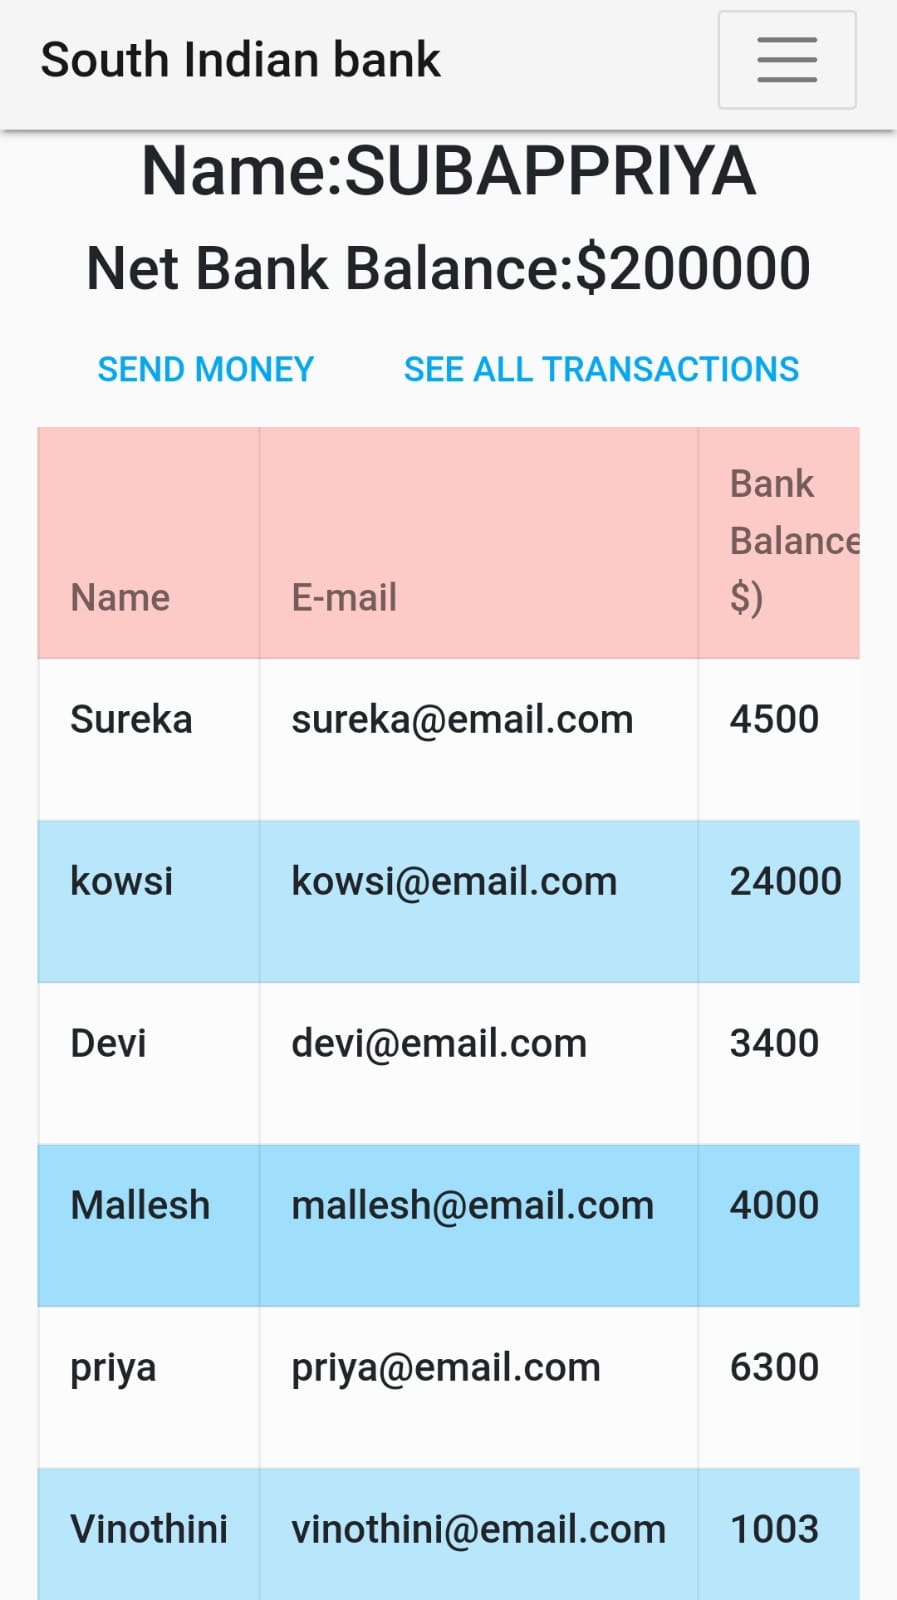 South Indian bank
Name:SUBAPPRIYA
Net Bank Balance:$200000
SEND MONEY SEE ALL TRANSACTIONS
Name E-mail Bank
Balance
$)
Sureka sureka@email.com 4500
kowsi kowsi@email.com 24000
Devi devi@email.com 3400
Mallesh mallesh@email.com 4000
priya priya@email.com 6300
Vinothini vinothini@email.com 1003